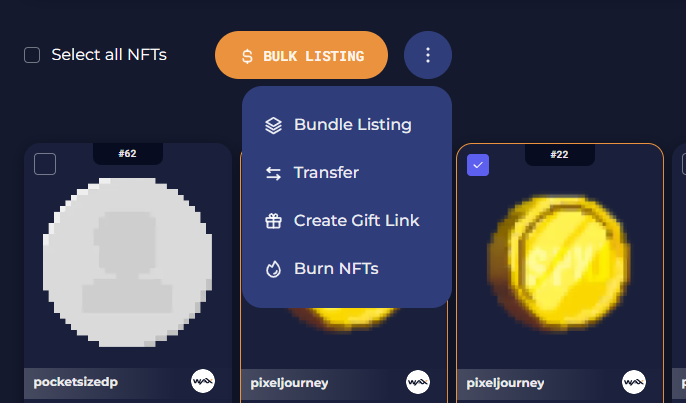 Select all NFTs
$ BULK LISTING
Bundle Listing
Transfer
Create Gift Link
Burn NFTs
#62
#22
pocketsizedp
pixeljourney
pixeljourney